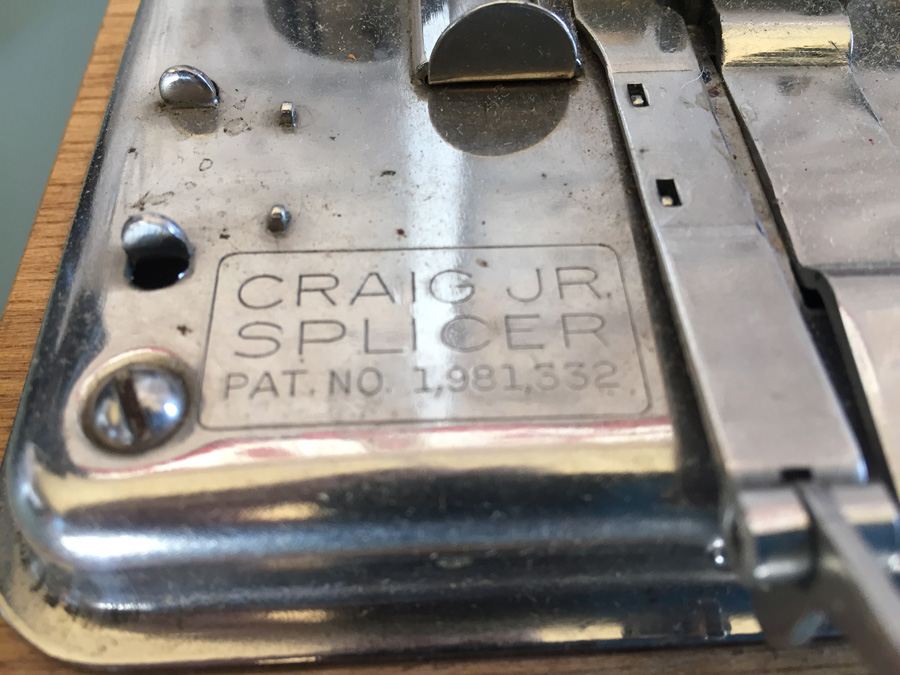 CRAIG JR.
SPLICER
PAT. NO. 1,981,332